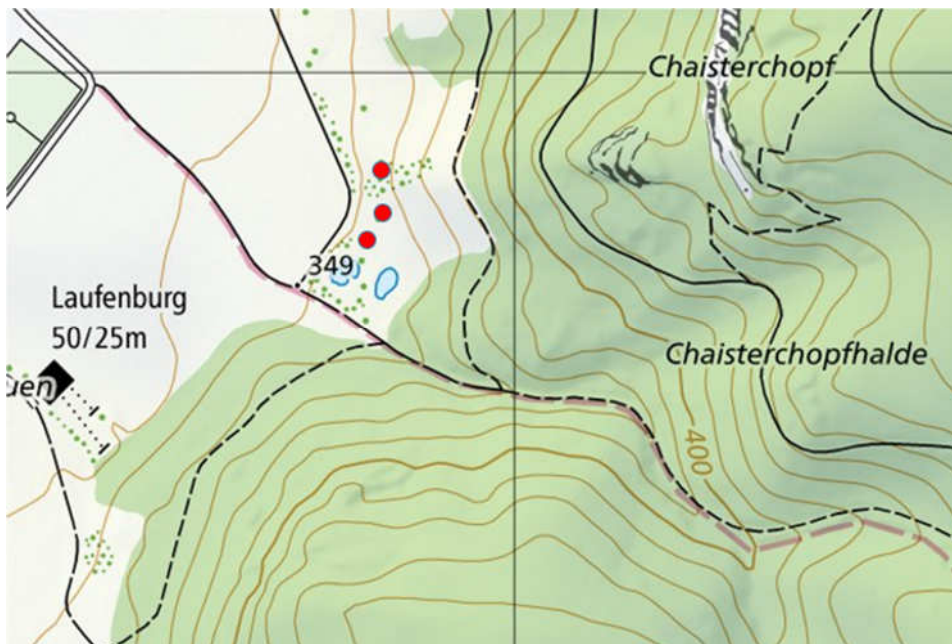 Chaisterchopf
349
Laufenburg
50/25m
Chaisterchopfhalde
uen
400